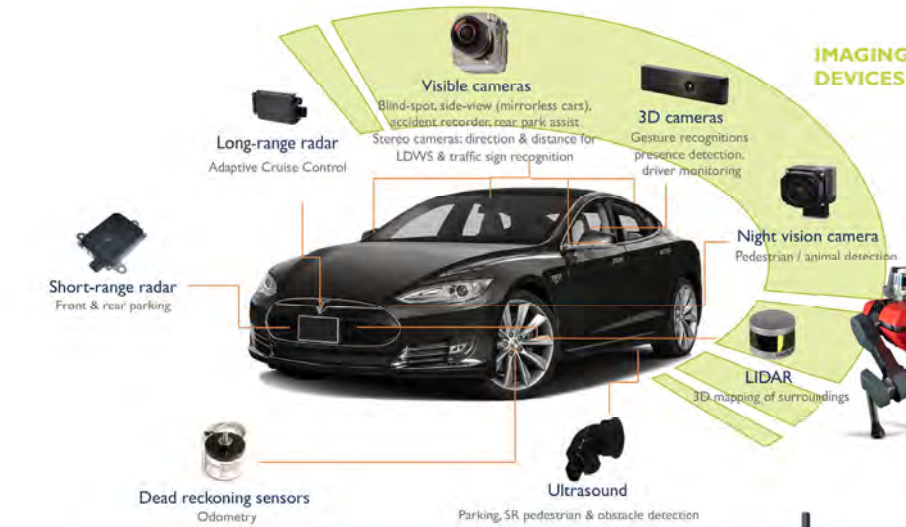 IMAGING
DEVICES
Visible cameras
Blind-spot, side-view (mirrorless cars),
accident recorder, rear park assist
Stereo cameras: direction & distance for
LDWS & traffic sign recognition
3D cameras
Gesture recognitions
presence detection,
driver monitoring
Long-range radar
Adaptive Cruise Control
Night vision camera
Pedestrian / animal detection
Short-range radar
Front & rear parking
LIDAR
3D mapping of surroundings
Dead reckoning sensors
Odometry
Ultrasound
Parking, SR pedestrian & obstacle detection